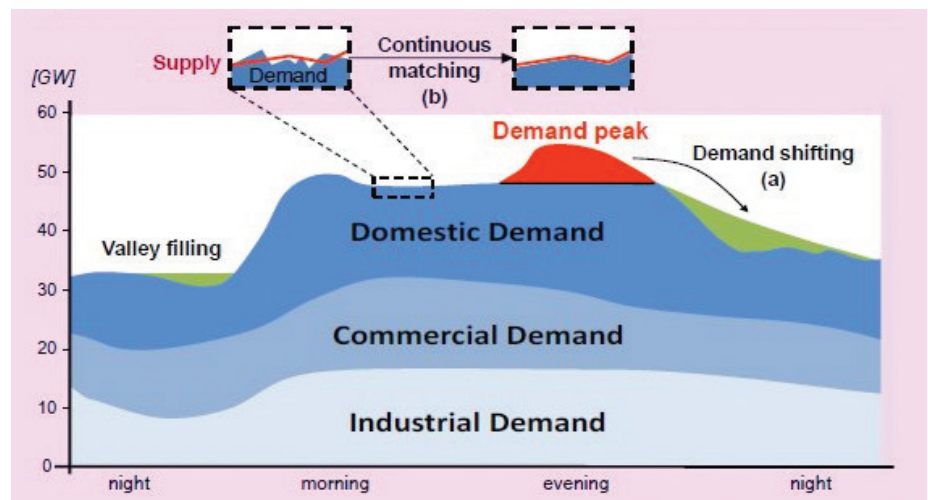 Supply
Demand
Continuous
matching
(b)
[GW]
60
50
40
30
20
10
0
Demand peak
Demand shifting
(a)
Valley filling
Domestic Demand
Commercial Demand
Industrial Demand
night
morning
evening
night